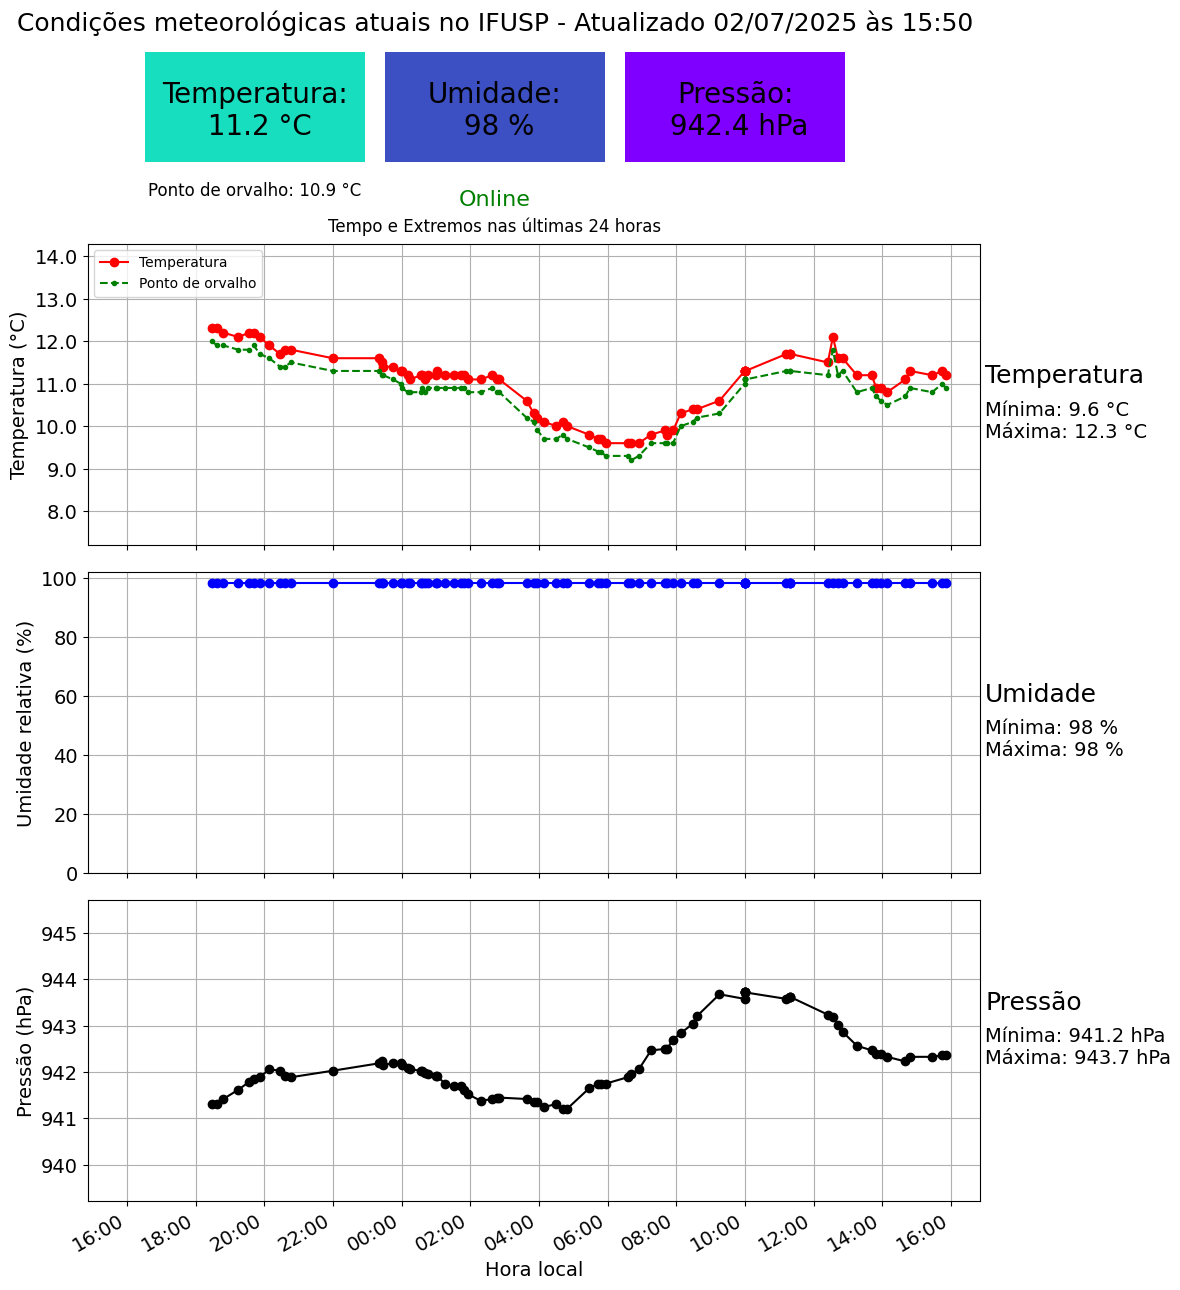 Condições meteorológicas atuais no IFUSP - Atualizado 02/07/2025 às 15:50
Temperatura:
11.2 °C
Umidade:
98 %
Pressão:
942.4 hPa
Ponto de orvalho: 10.9 °C
Online
Tempo e Extremos nas últimas 24 horas
Temperatura (°C)
14.0
13.0
12.0
11.0
10.0
9.0
8.0
Temperatura
Ponto de orvalho
Temperatura
Mínima: 9.6 °C
Máxima: 12.3 °C
Umidade relativa (%)
100
80
60
40
20
0
Umidade
Mínima: 98 %
Máxima: 98 %
Pressão (hPa)
945
944
943
942
941
940
Pressão
Mínima: 941.2 hPa
Máxima: 943.7 hPa
16:00
18:00
20:00
22:00
00:00
02:00
04:00
06:00
08:00
10:00
12:00
14:00
16:00
Hora local